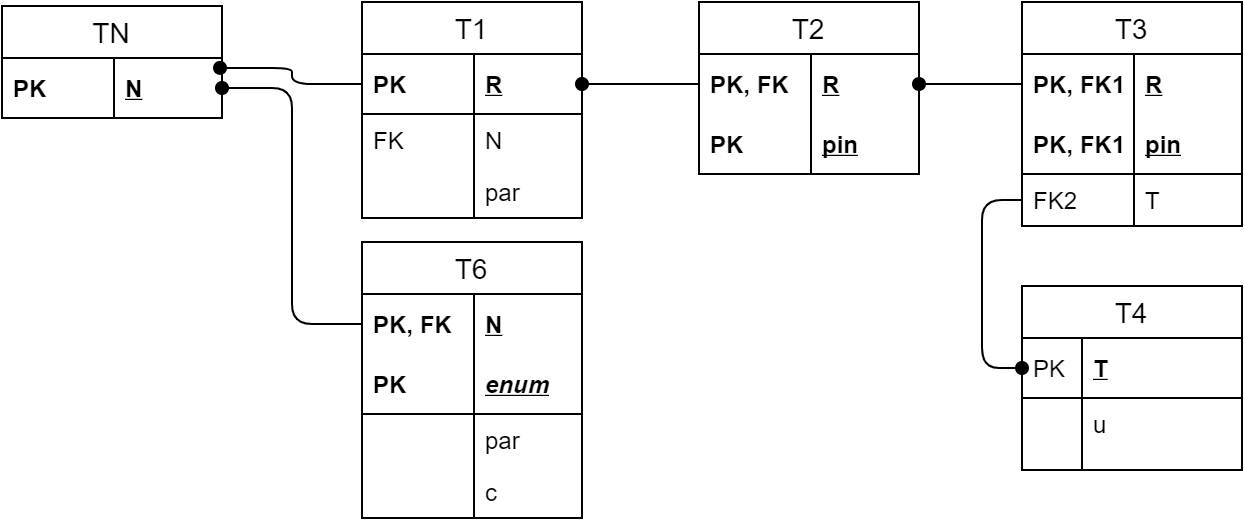 TN
PK N
T1
PK R
FK N
par
T2
PK, FK R
PK pin
T3
PK, FK1 R
PK, FK1 pin
FK2 T
T6
PK, FK N
PK enum
par
c
T4
PK T
u